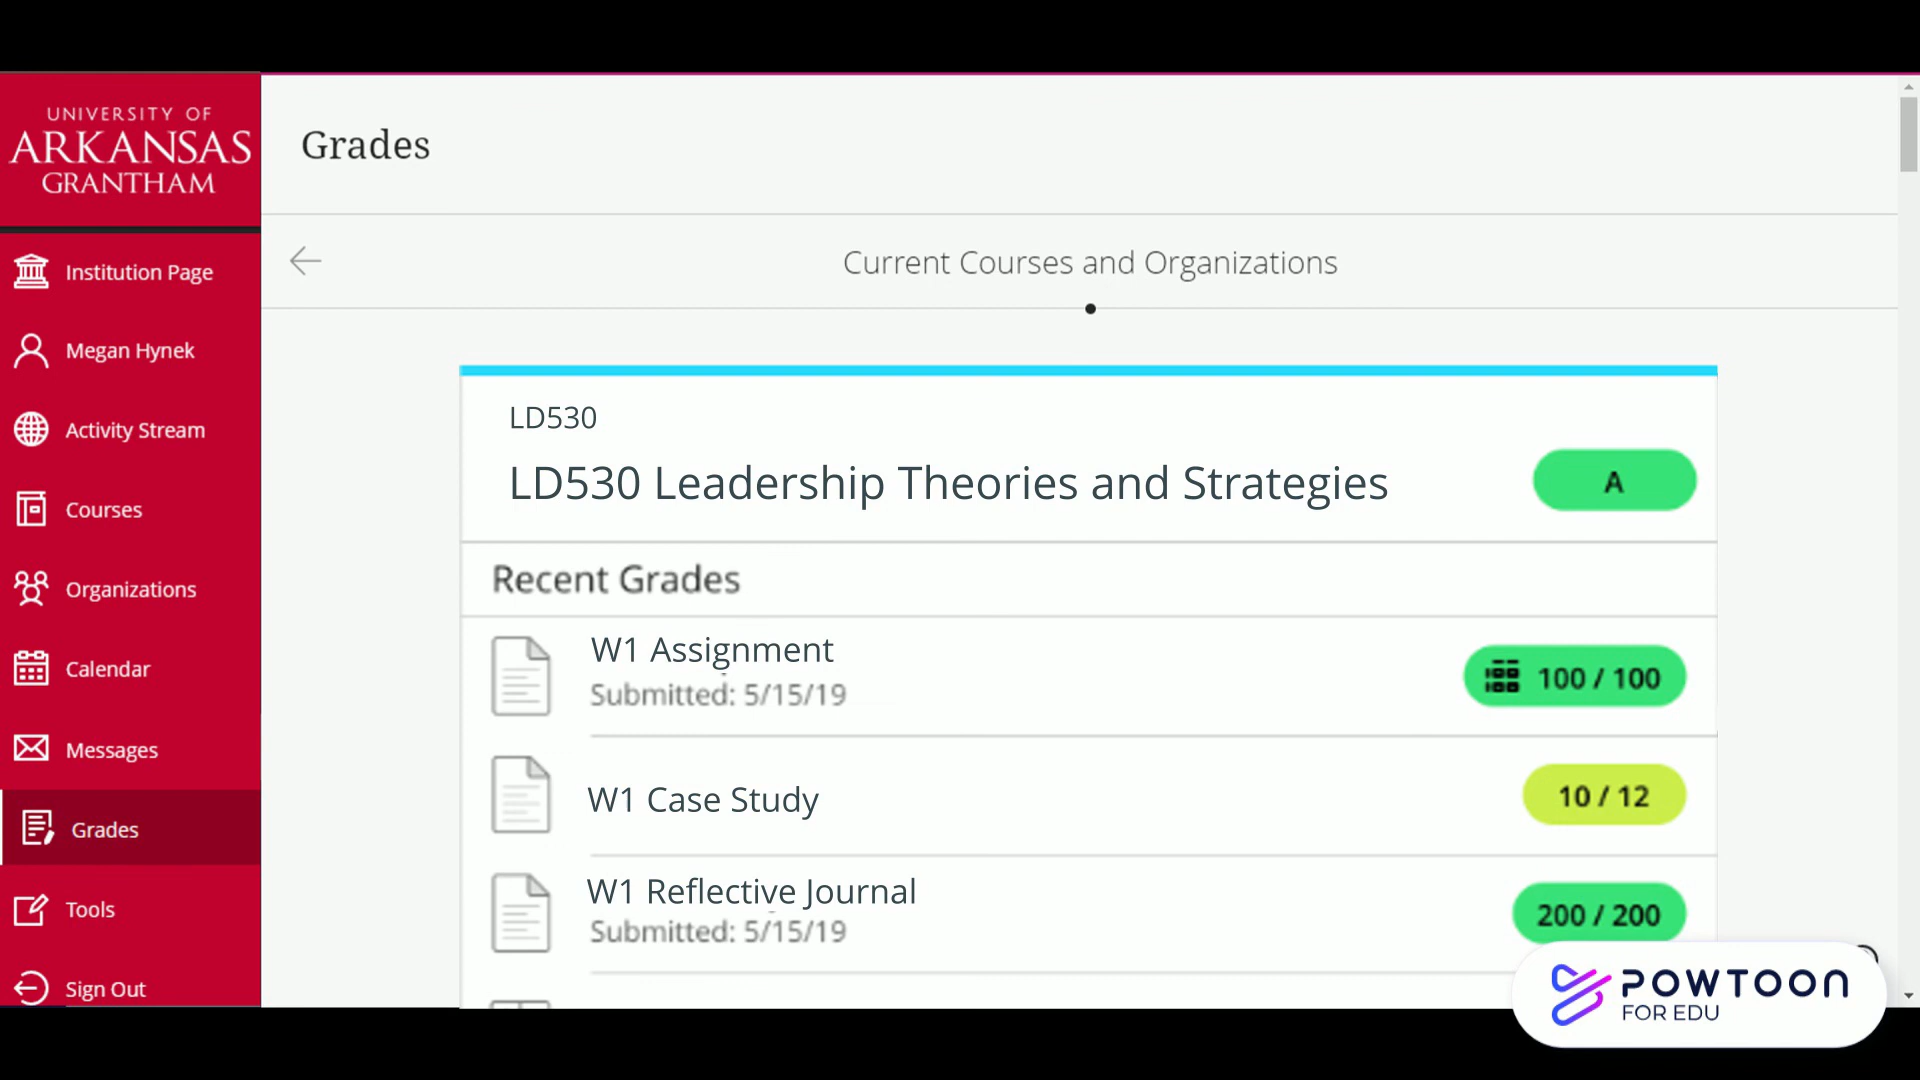 UNIVERSITY OF
ARKANSAS
GRANTHAM
Institution Page
Megan Hynek
Activity Stream
Courses
Organizations
Calendar
Messages
Grades
Tools
Sign Out
Grades
Current Courses and Organizations
LD530
LD530 Leadership Theories and Strategies
A
Recent Grades
W1 Assignment
Submitted: 5/15/19
100 / 100
W1 Case Study
10 / 12
W1 Reflective Journal
Submitted: 5/15/19
200 / 200
POWTOON
FOR EDU